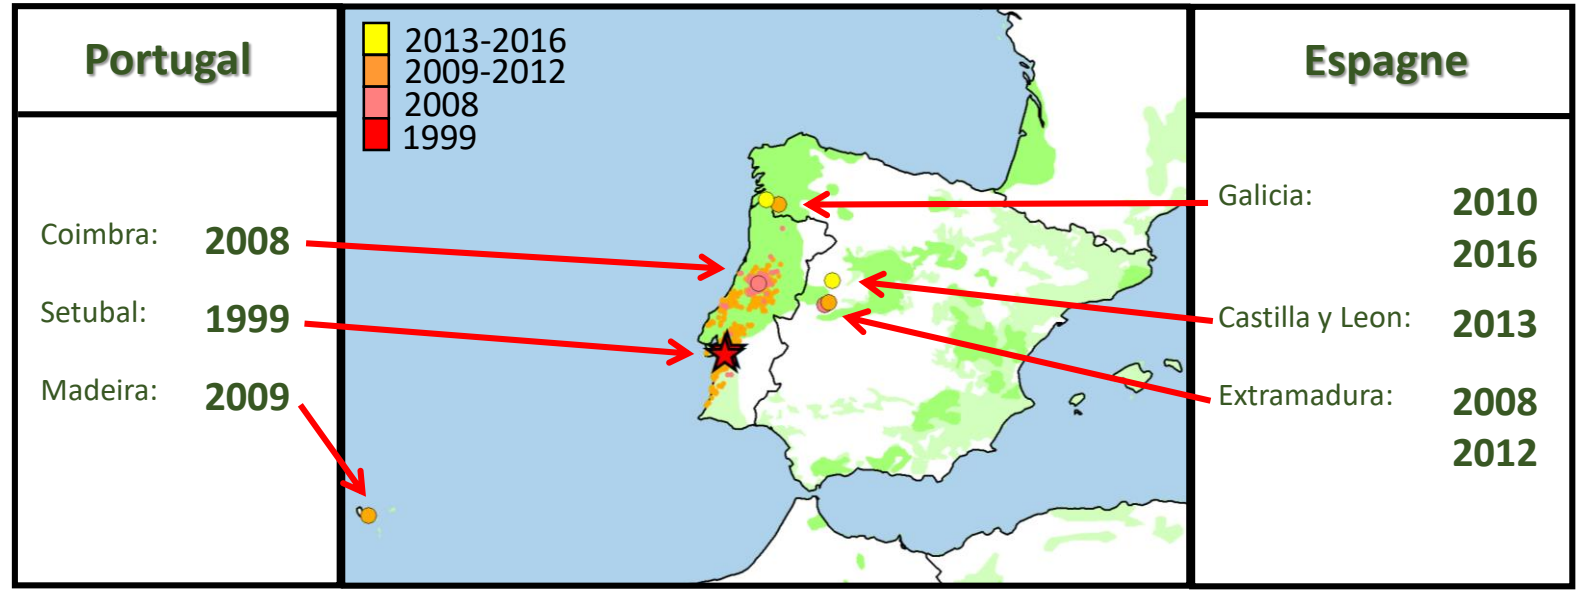 Portugal
Coimbra: 2008
Setubal: 1999
Madeira: 2009
2013-2016
2009-2012
2008
1999
Espagne
Galicia: 2010
2016
Castilla y Leon: 2013
Extramadura: 2008
2012